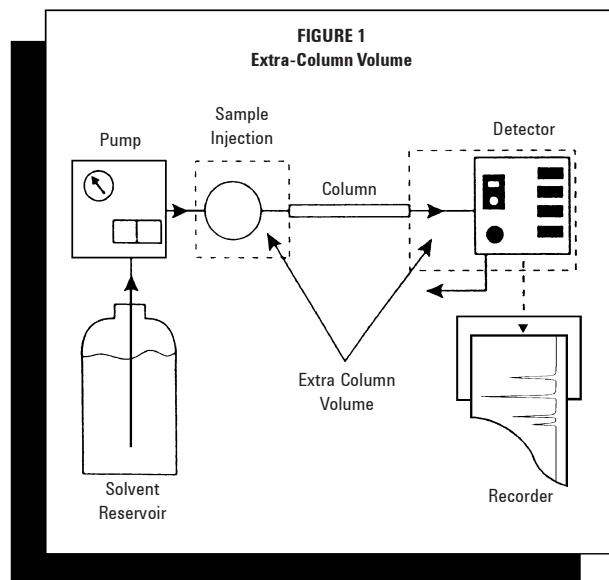 FIGURE 1
Extra-Column Volume
Sample
Injection
Pump
Detector
Column
Extra Column
Volume
Solvent
Reservoir
Recorder